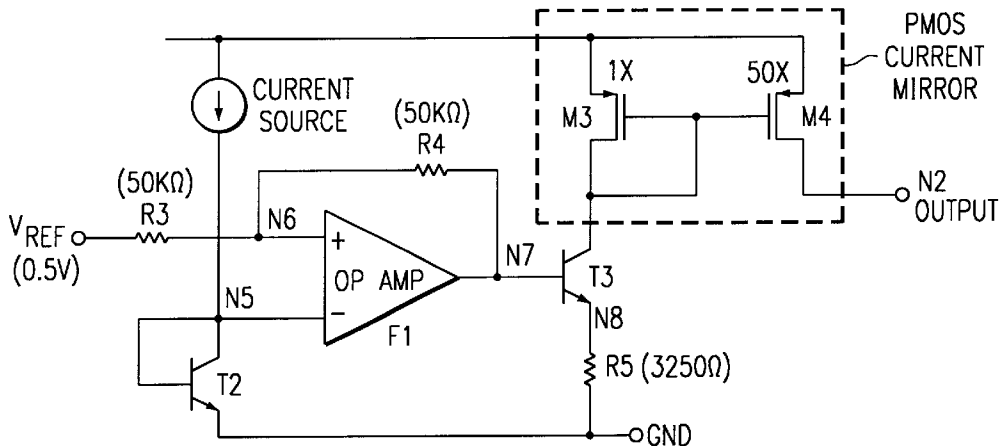 PMOS
CURRENT
MIRROR
1X
50X
CURRENT
SOURCE
M3
M4
(50KΩ)
R4
(50KΩ)
R3
N2
OUTPUT
VREF
(0.5V)
N6
+
N7
OP AMP
T3
N5
−
F1
N8
T2
R5 (3250Ω)
GND